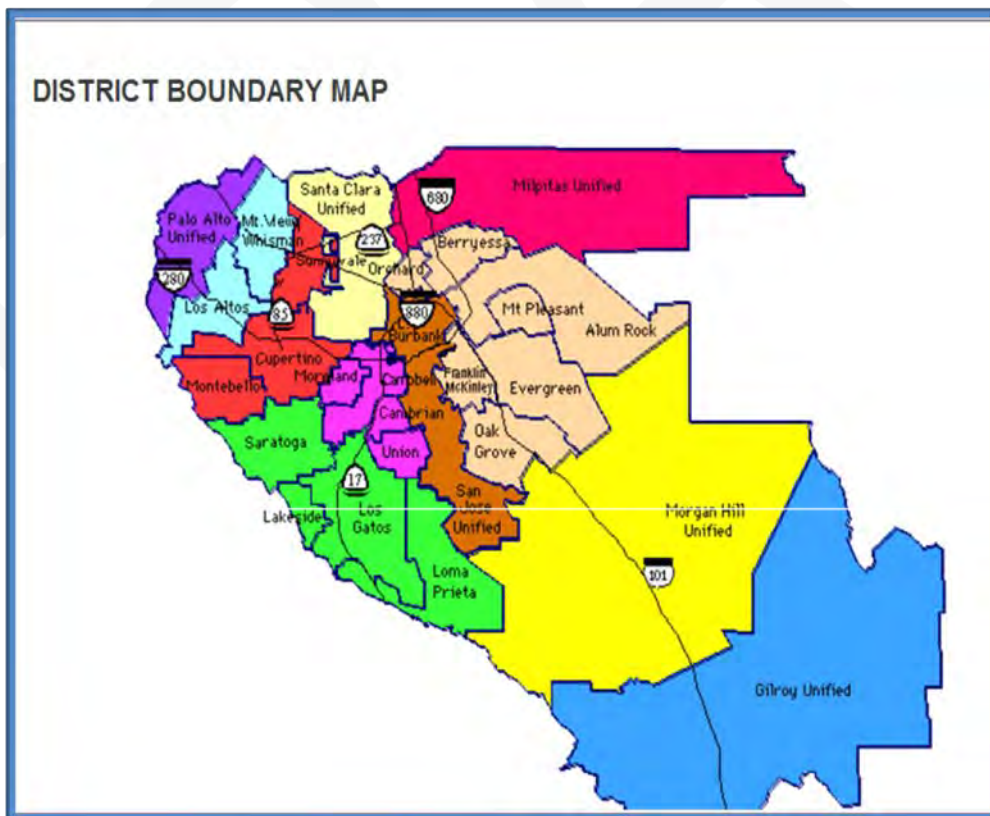 DISTRICT BOUNDARY MAP
Santa Clara
Unified
Milpitas Unified
680
Palo Alto
Unified
Mt. View
Whisman
237
Berryessa
Sunnyvale
Orchard
280
Los Altos
85
880
Mt Pleasant
Alum Rock
Burbank
Cupertino
Moreland
Montebello
Campbell
Franklin
McKinley
Evergreen
Cambrian
Saratoga
Union
Oak
Grove
17
San
Jose
Unified
Lakeside
Los
Gatos
Morgan Hill
Unified
Loma
Prieta
101
Gilroy Unified